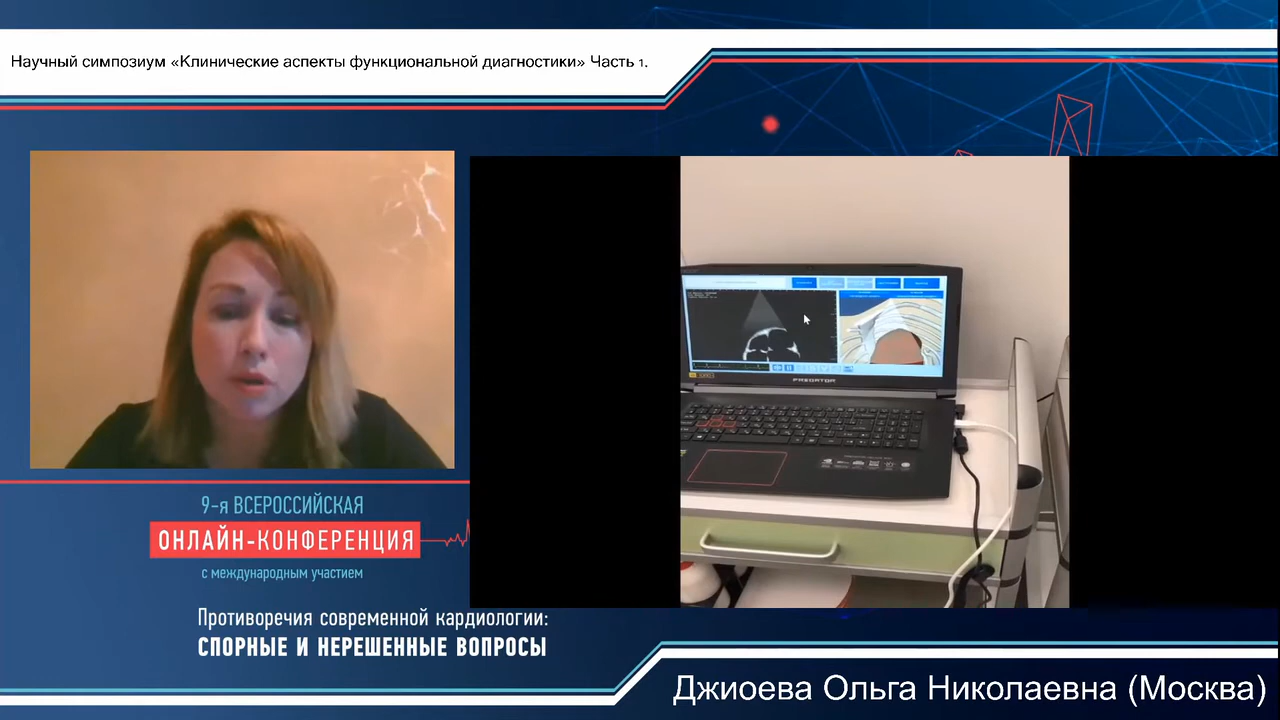 Научный симпозиум «Клинические аспекты функциональной диагностики» Часть 1.
PREDATOR
9-я ВСЕРОССИЙСКАЯ
ОНЛАЙН-КОНФЕРЕНЦИЯ
с международным участием
Противоречия современной кардиологии:
СПОРНЫЕ И НЕРЕШЕННЫЕ ВОПРОСЫ
Джиоева Ольга Николаевна (Москва)